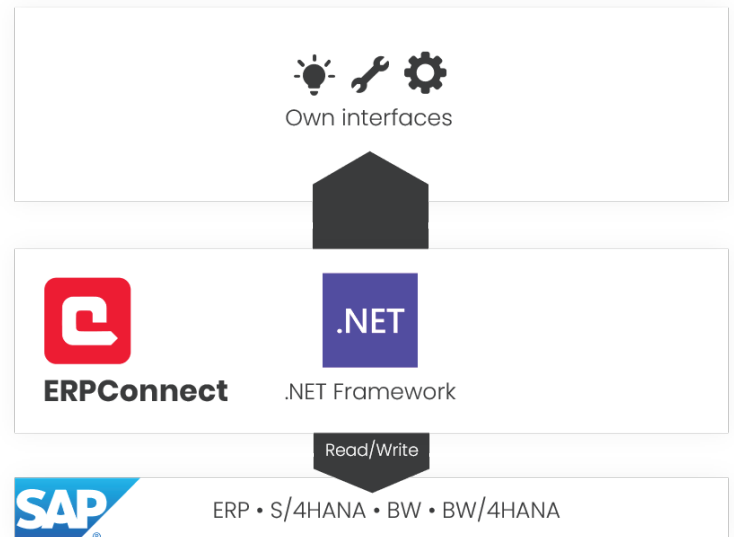 Own interfaces
.NET
ERPConnect
.NET Framework
Read/Write
SAP
®
ERP • S/4HANA • BW • BW/4HANA